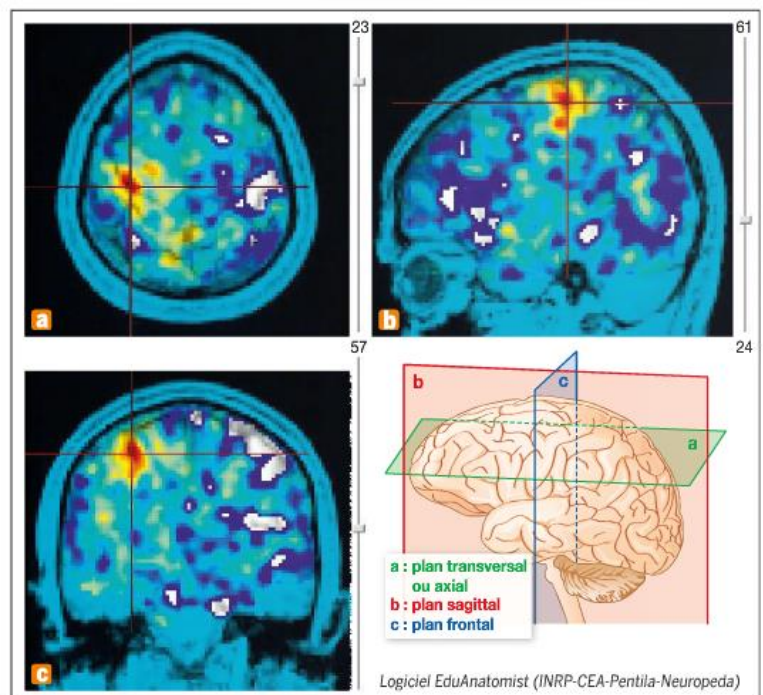 23
61
a
b
57
24
b
c
a
a : plan transversal
ou axial
b : plan sagittal
c : plan frontal
c
Logiciel EduAnatomist (INRP-CEA-Pentila-Neuropeda)